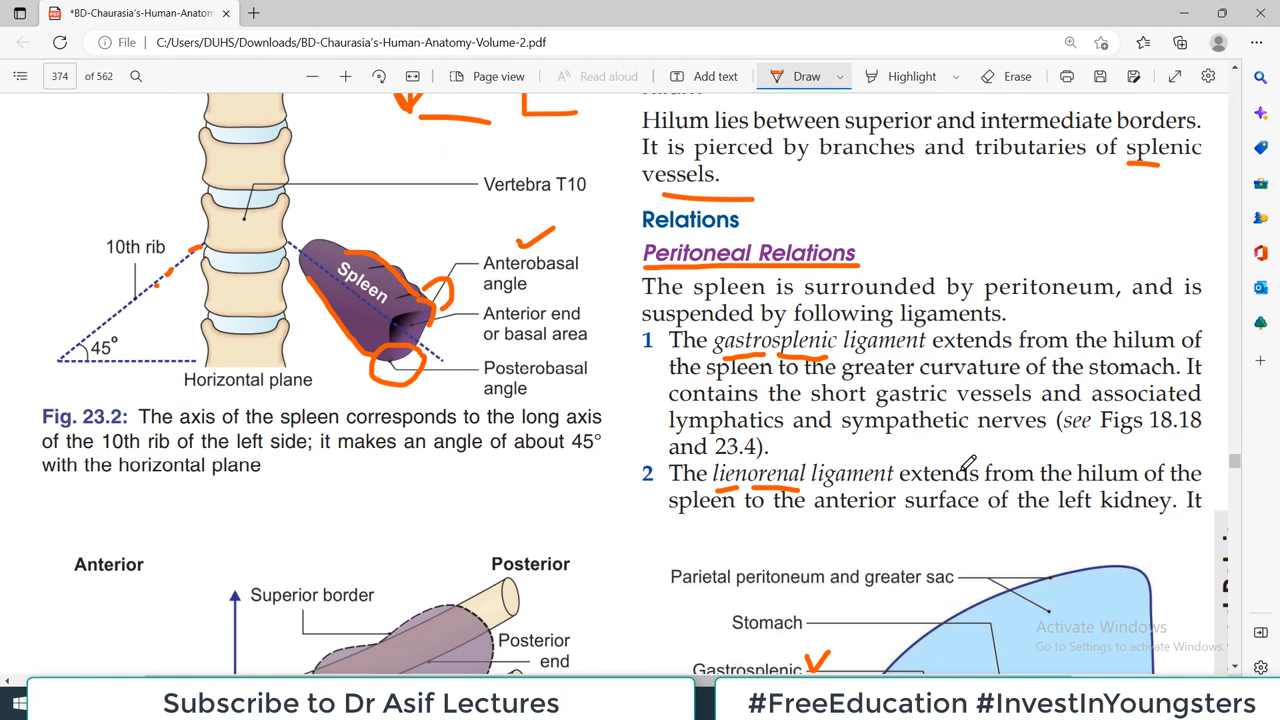 *BD-Chaurasia's-Human-Anatom
File
C:/Users/DUHS/Downloads/BD-Chaurasia's-Human-Anatomy-Volume-2.pdf
374
of 562
Page view
Read aloud
Add text
Draw
Highlight
Erase
Vertebra T10
10th rib
Spleen
Anterobasal
angle
Anterior end
or basal area
45°
Horizontal plane
Posterobasal
angle
Fig. 23.2: The axis of the spleen corresponds to the long axis
of the 10th rib of the left side; it makes an angle of about 45°
with the horizontal plane
Anterior
Posterior
Superior border
Posterior
end
Hilum lies between superior and intermediate borders.
It is pierced by branches and tributaries of splenic
vessels.
Relations
Peritoneal Relations
The spleen is surrounded by peritoneum, and is
suspended by following ligaments.
1 The gastrosplenic ligament extends from the hilum of
the spleen to the greater curvature of the stomach. It
contains the short gastric vessels and associated
lymphatics and sympathetic nerves (see Figs 18.18
and 23.4).
2 The lienorenal ligament extends from the hilum of the
spleen to the anterior surface of the left kidney. It
Parietal peritoneum and greater sac
Stomach
Gastrosplenic
Activate Windows
Go to Settings to activate Windows.
Subscribe to Dr Asif Lectures
#FreeEducation #InvestInYoungsters